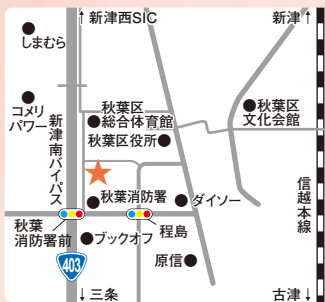 ↑新津西SIC
新津↑
しまむら
コメリ
パワー
新津南バイパス
秋葉区
総合体育館
秋葉区役所
秋葉区
文化会館
信越本線
秋葉消防署
ダイソー
秋葉
消防署前
程島
ブックオフ
原信
403
↓三条
古津↓